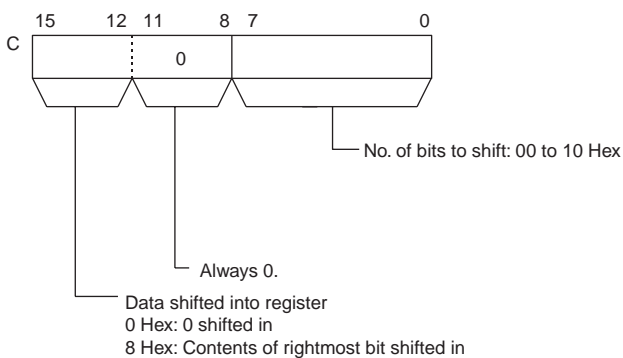 15 12 11 8 7 0
C
0
No. of bits to shift: 00 to 10 Hex
Always 0.
Data shifted into register
0 Hex: 0 shifted in
8 Hex: Contents of rightmost bit shifted in